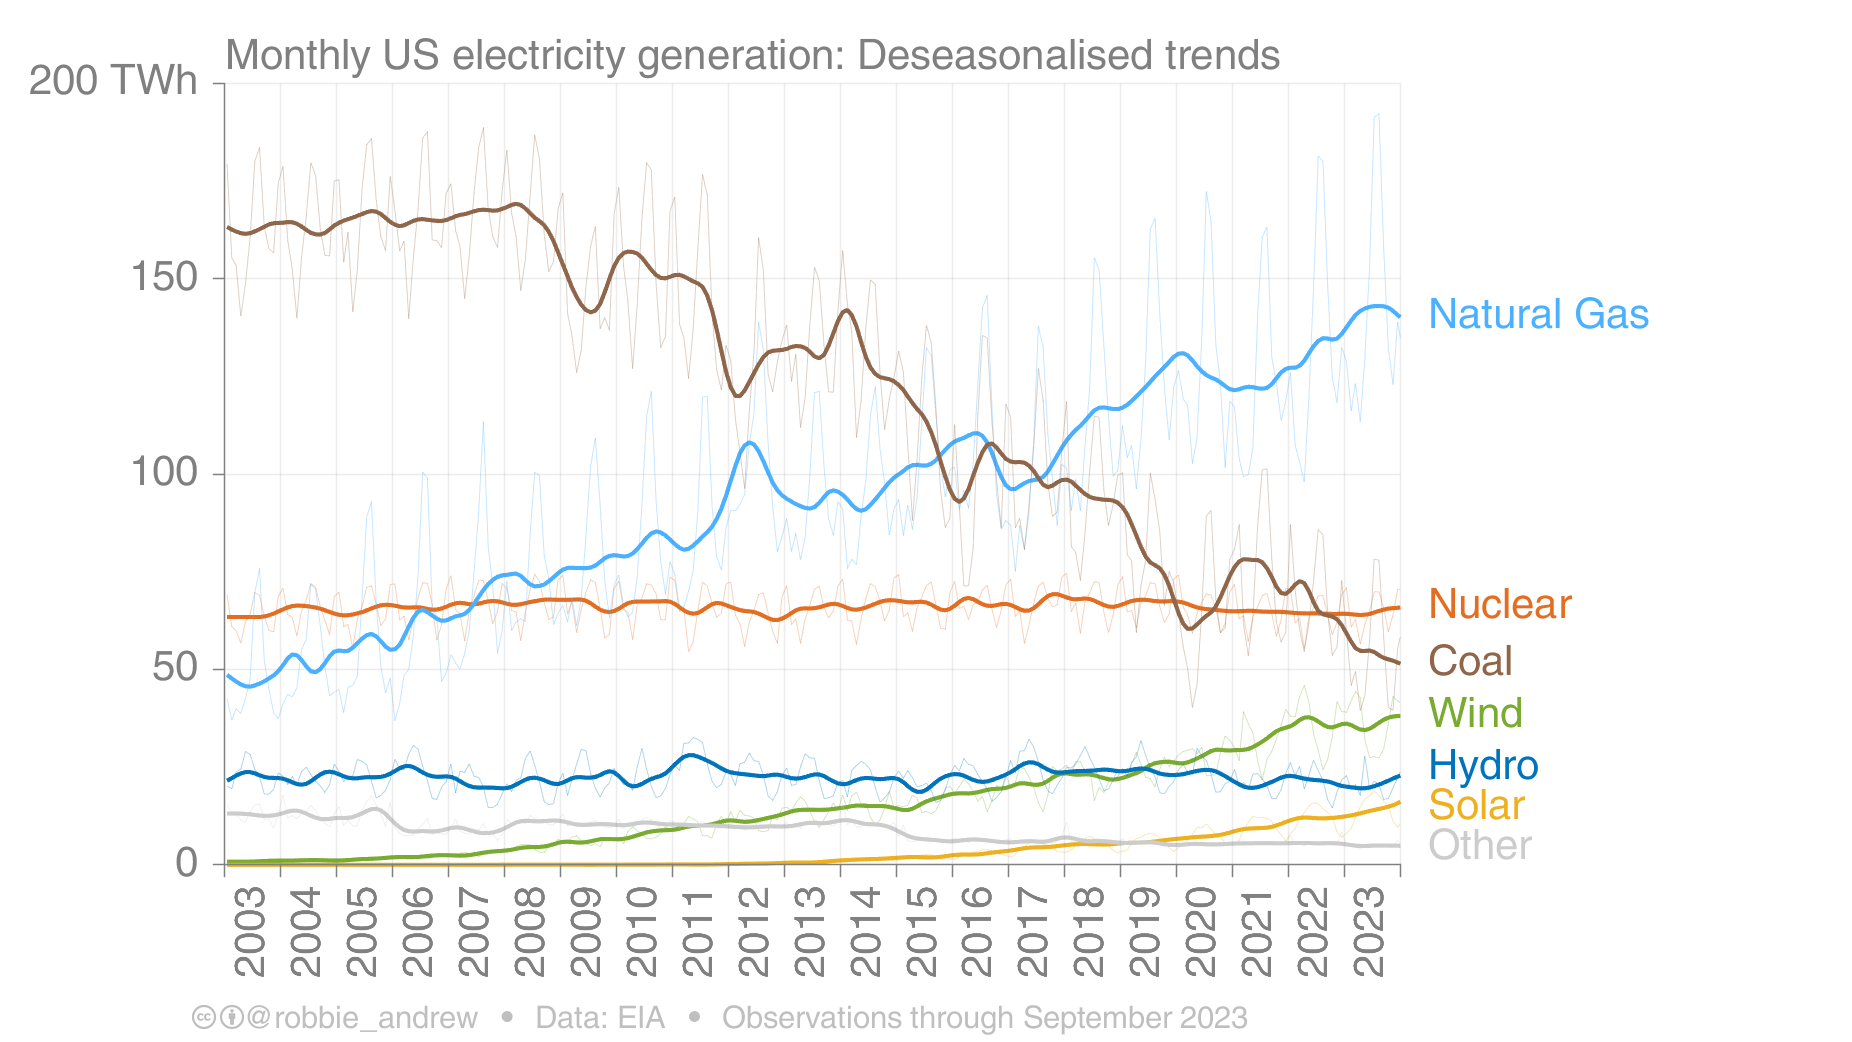 Monthly US electricity generation: Deseasonalised trends
200 TWh
150
100
50
0
Natural Gas
Nuclear
Coal
Wind
Hydro
Solar
Other
2003 2004 2005 2006 2007 2008 2009 2010 2011 2012 2013 2014 2015 2016 2017 2018 2019 2020 2021 2022 2023
cc @robbie_andrew • Data: EIA • Observations through September 2023